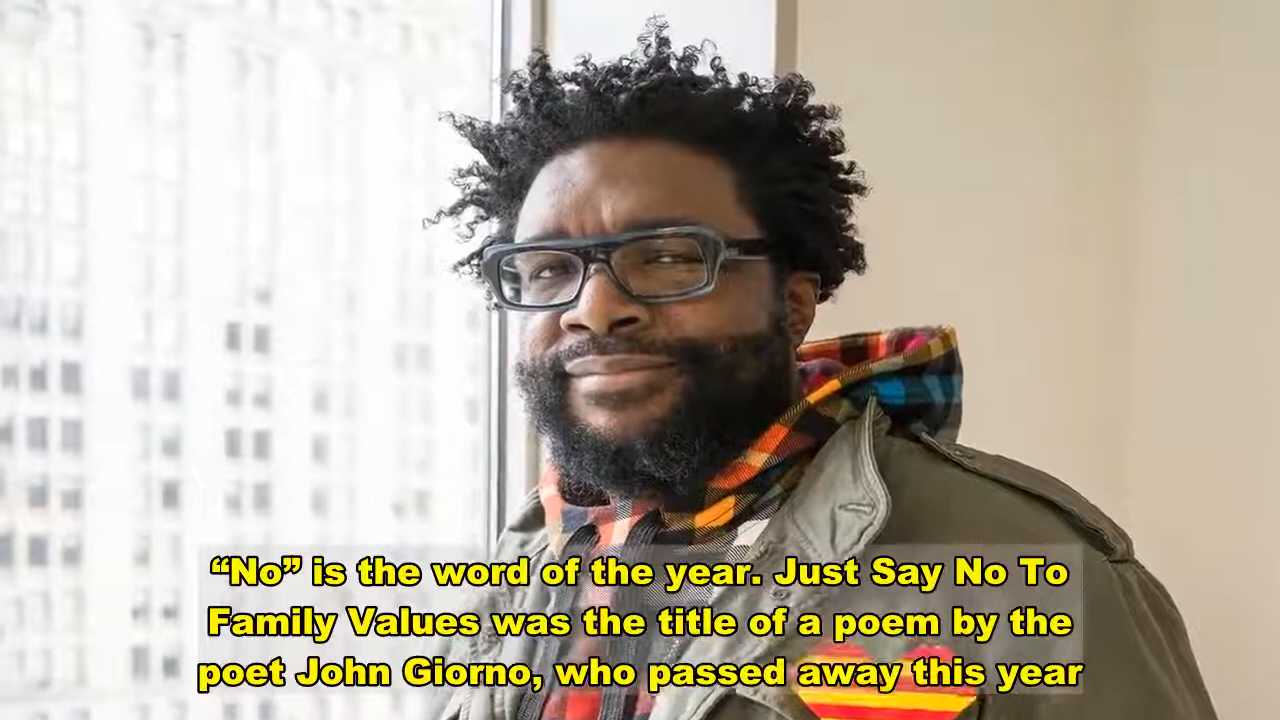 “No” is the word of the year. Just Say No To
Family Values was the title of a poem by the
poet John Giorno, who passed away this year